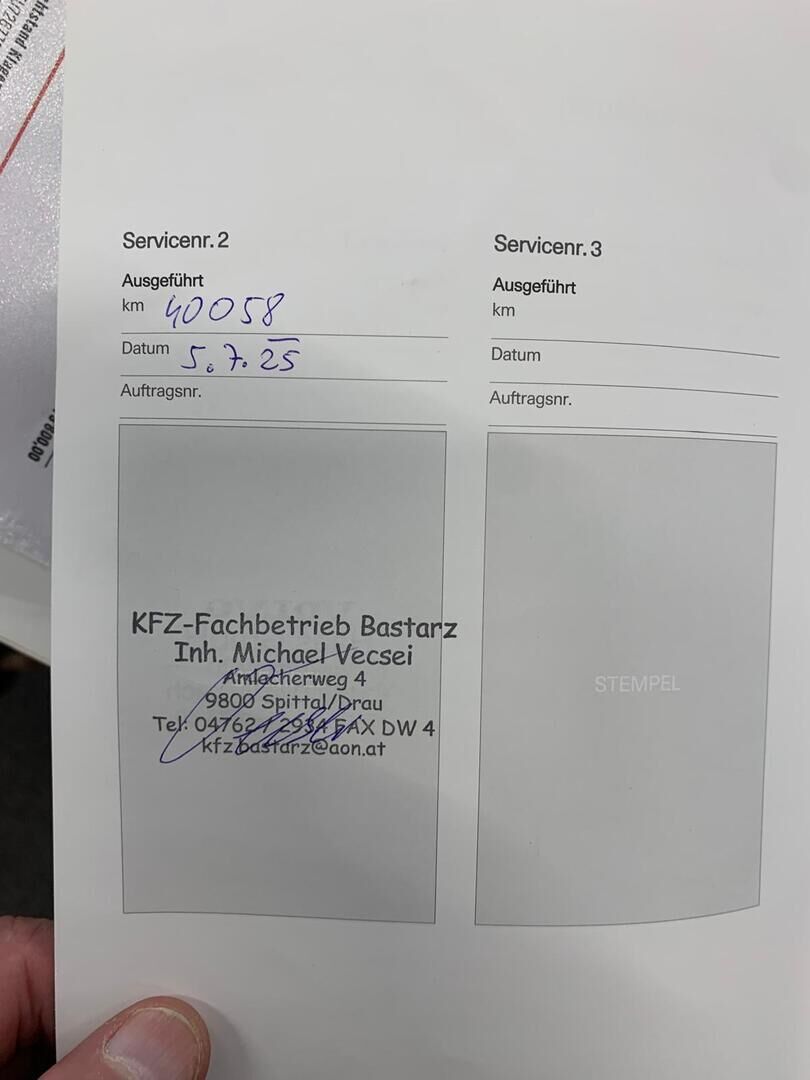 Servicenr. 2
Ausgeführt
km 40058
Datum 5.7.25
Auftragsnr.
KFZ-Fachbetrieb Bastarz
Inh. Michael Vecsei
Amlacherweg 4
9800 Spittal/Drau
Tel: 04762 / 2934 FAX DW 4
kfz.bastarz@aon.at
Servicenr. 3
Ausgeführt
km
Datum
Auftragsnr.
STEMPEL